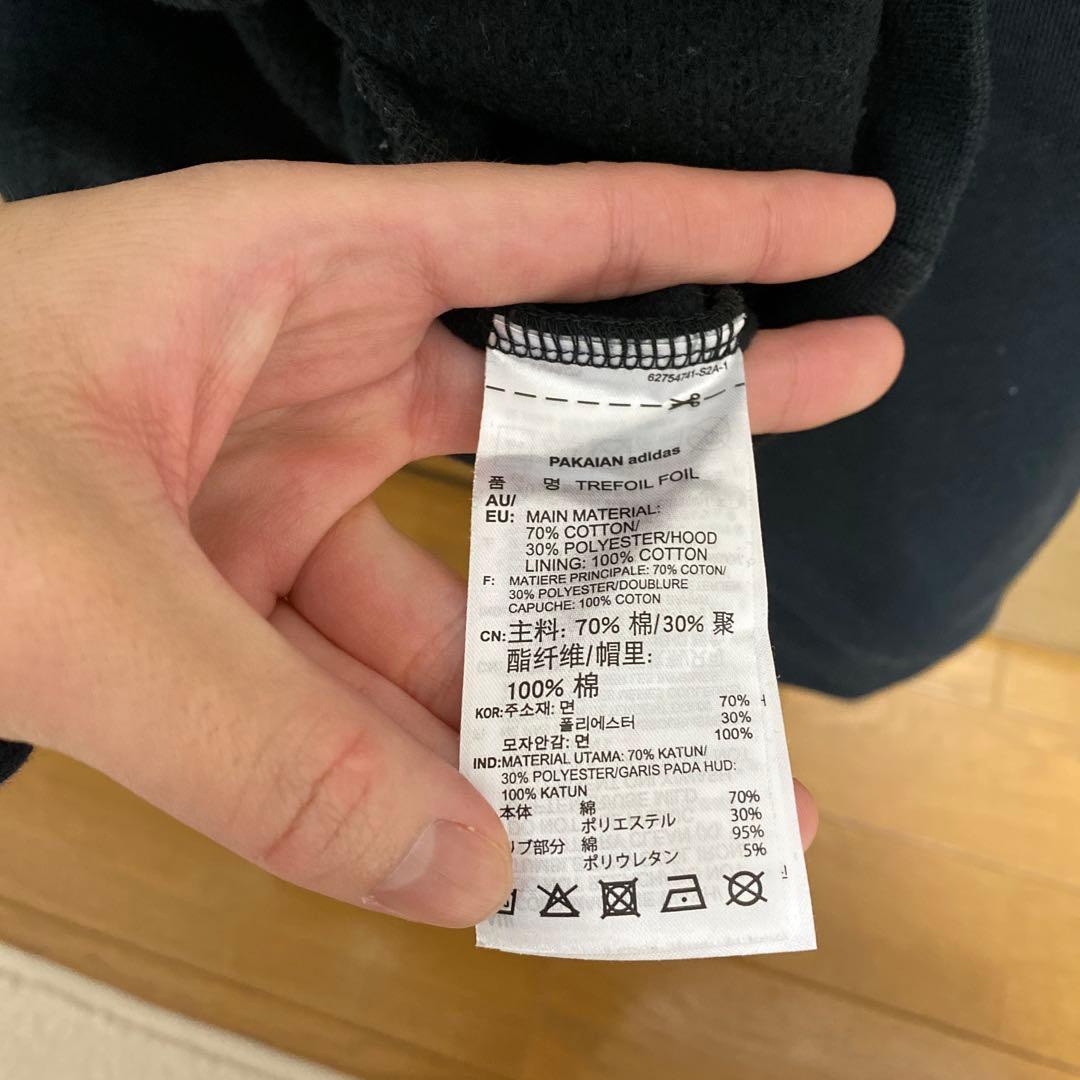 62754741-S2A-1
PAKAIAN adidas
품 명 TREFOIL FOIL
AU/
EU: MAIN MATERIAL:
70% COTTON/
30% POLYESTER/HOOD
LINING: 100% COTTON
F: MATIERE PRINCIPALE: 70% COTON/
30% POLYESTER/DOUBLURE
CAPUCHE: 100% COTON
CN: 主料: 70% 棉/30% 聚
酯纤维/帽里:
100% 棉
KOR: 주소재: 면 70%
폴리에스터 30%
모자안감: 면 100%
IND: MATERIAL UTAMA: 70% KATUN/
30% POLYESTER/GARIS PADA HUD:
100% KATUN
本体 綿 70%
ポリエステル 30%
リブ部分 綿 95%
ポリウレタン 5%